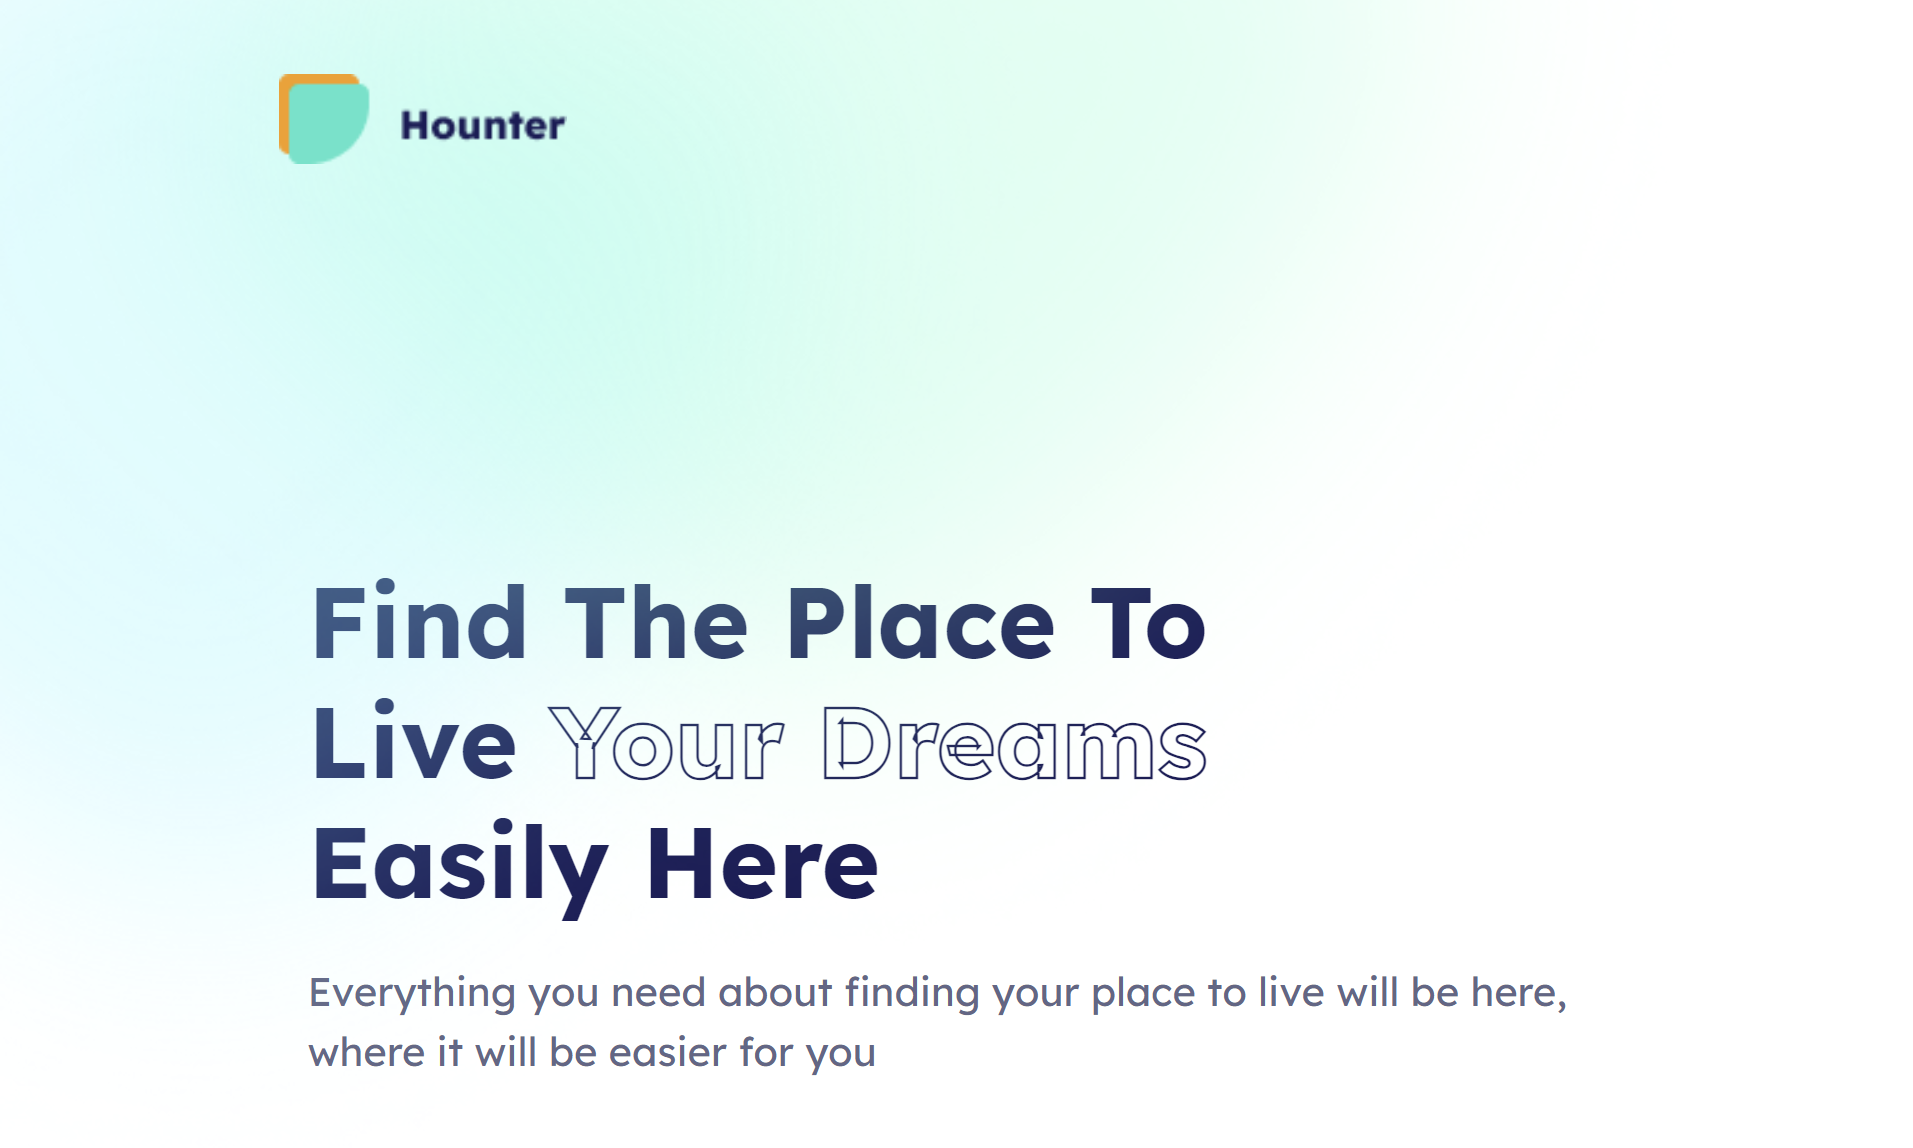 Hounter
Find The Place To
Live Your Dreams
Easily Here
Everything you need about finding your place to live will be here,
where it will be easier for you